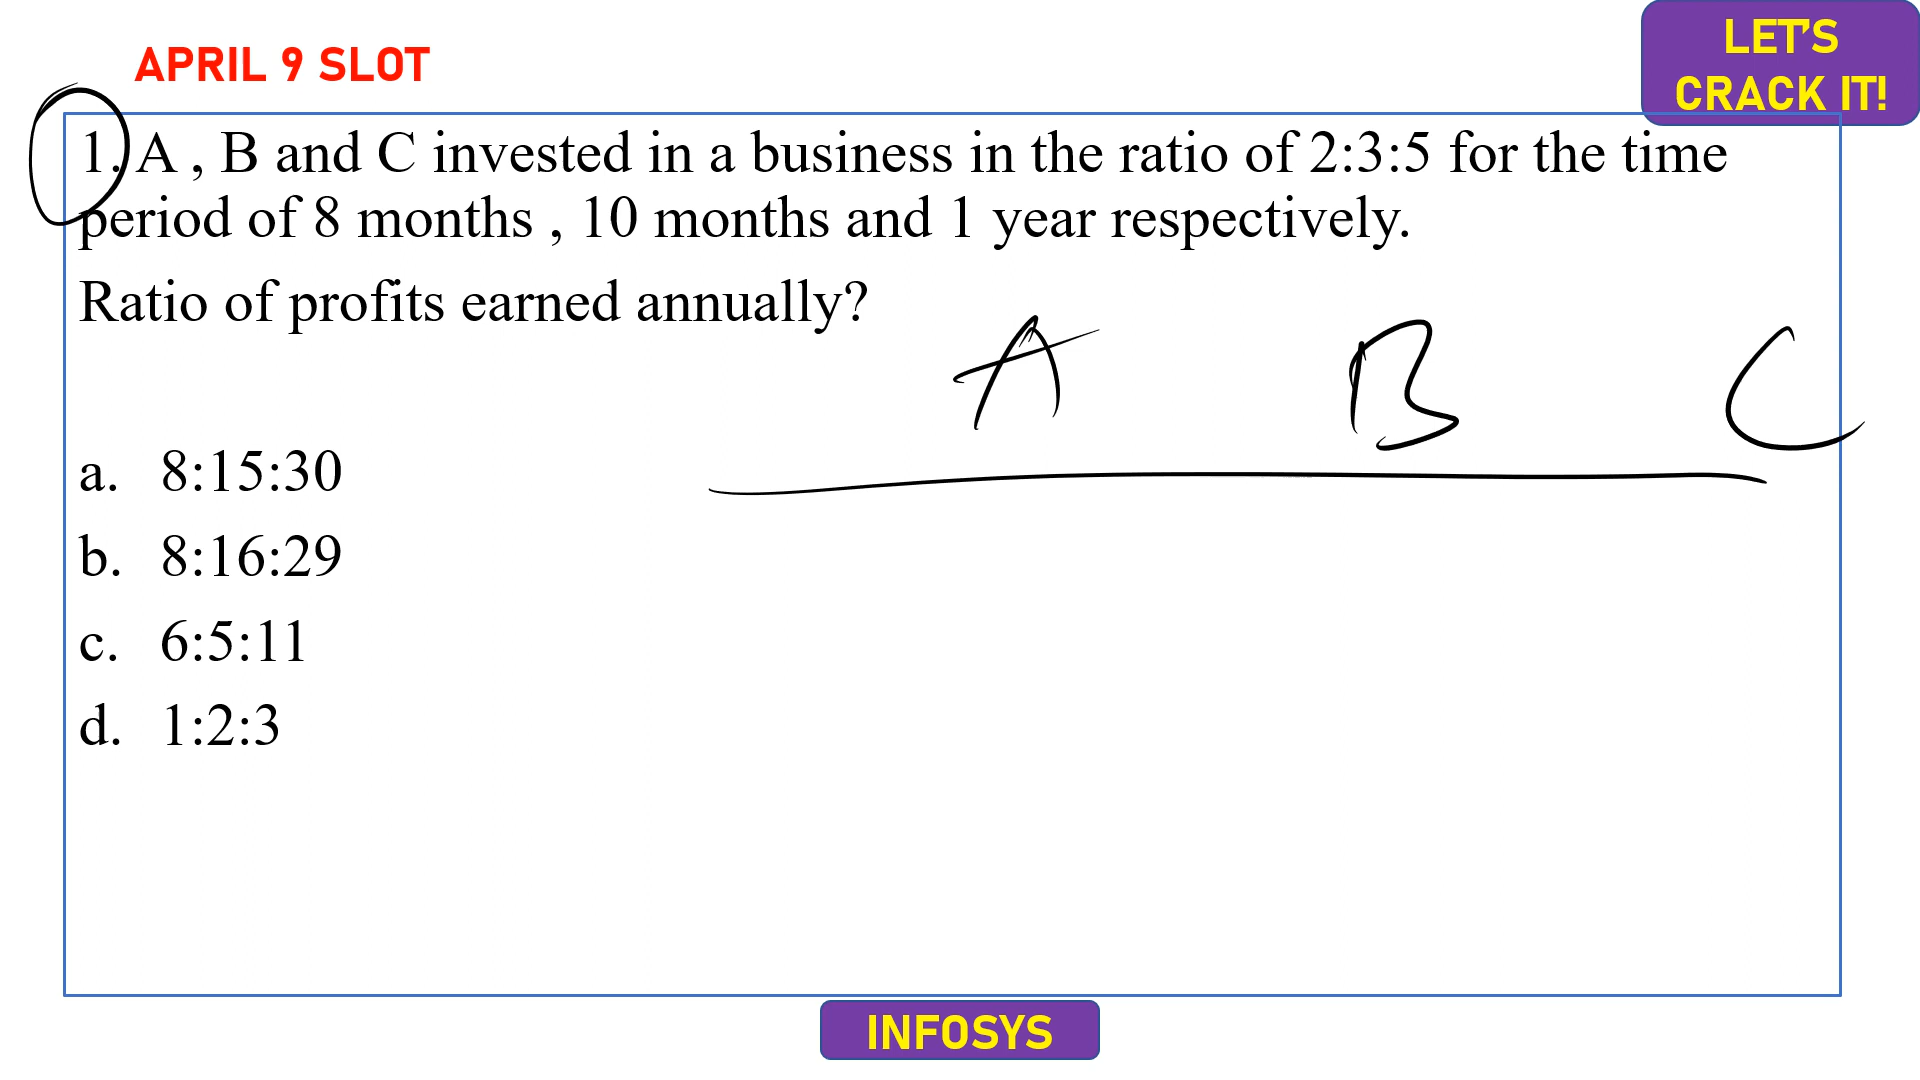 APRIL 9 SLOT
LET’S
CRACK IT!
1. A , B and C invested in a business in the ratio of 2:3:5 for the time
period of 8 months , 10 months and 1 year respectively.
Ratio of profits earned annually?
A B C
a. 8:15:30
b. 8:16:29
c. 6:5:11
d. 1:2:3
INFOSYS